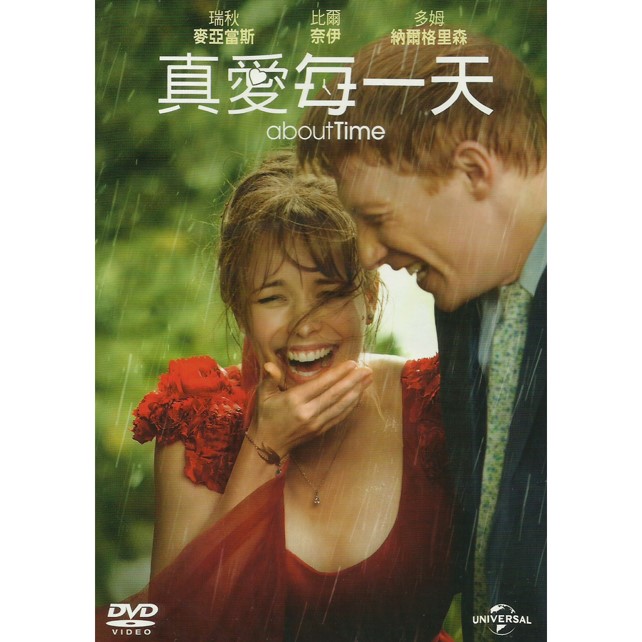 瑞秋 比爾 多姆
麥亞當斯 奈伊 納爾格里森
真愛每一天
aboutTime
DVD
VIDEO
UNIVERSAL